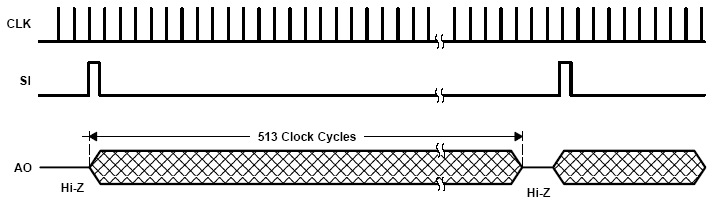 CLK
SI
513 Clock Cycles
AO
Hi-Z
Hi-Z